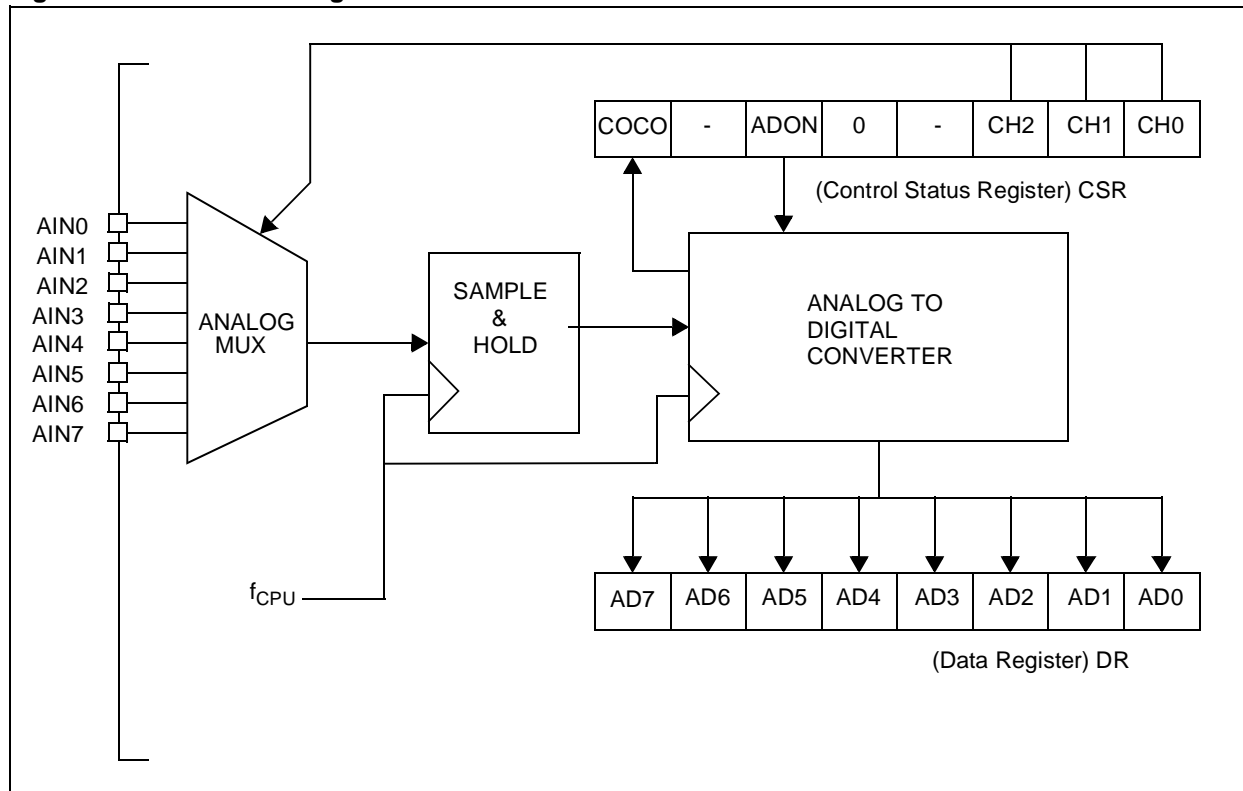 COCO - ADON 0 - CH2 CH1 CH0
(Control Status Register) CSR
AIN0
AIN1
AIN2
AIN3
AIN4
AIN5
AIN6
AIN7
ANALOG
MUX
SAMPLE
&
HOLD
ANALOG TO
DIGITAL
CONVERTER
fCPU
AD7 AD6 AD5 AD4 AD3 AD2 AD1 AD0
(Data Register) DR